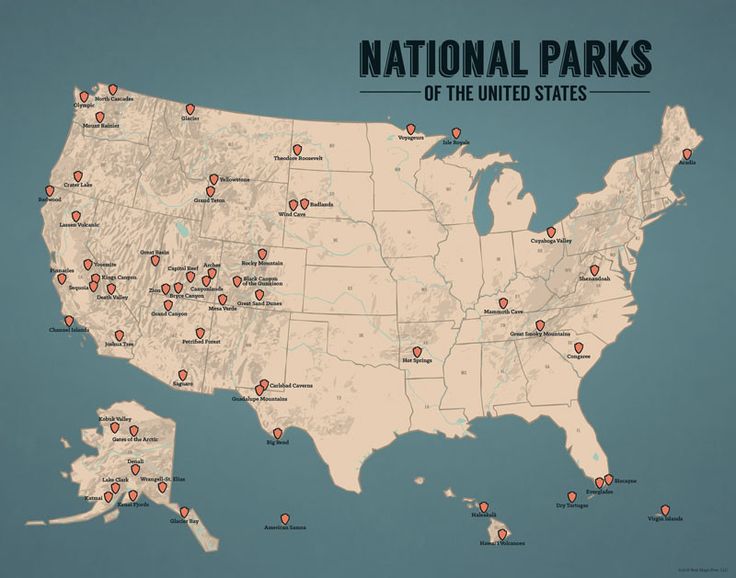 NATIONAL PARKS
OF THE UNITED STATES
North Cascades
Olympic
Mount Rainier
Glacier
Voyageurs
Isle Royale
Theodore Roosevelt
Acadia
Crater Lake
Yellowstone
Redwood
Grand Teton
Badlands
Wind Cave
Lassen Volcanic
Cuyahoga Valley
Great Basin
Rocky Mountain
Pinnacles
Yosemite
Capitol Reef
Arches
Shenandoah
Kings Canyon
Black Canyon
of the Gunnison
Sequoia
Zion
Bryce Canyon
Canyonlands
Death Valley
Great Sand Dunes
Mesa Verde
Mammoth Cave
Grand Canyon
Channel Islands
Great Smoky Mountains
Joshua Tree
Petrified Forest
Congaree
Hot Springs
Saguaro
Carlsbad Caverns
Guadalupe Mountains
Kobuk Valley
Gates of the Arctic
Big Bend
Denali
Lake Clark
Wrangell-St. Elias
Biscayne
Everglades
Katmai
Kenai Fjords
Dry Tortugas
Glacier Bay
American Samoa
Haleakalā
Virgin Islands
Hawai'i Volcanoes